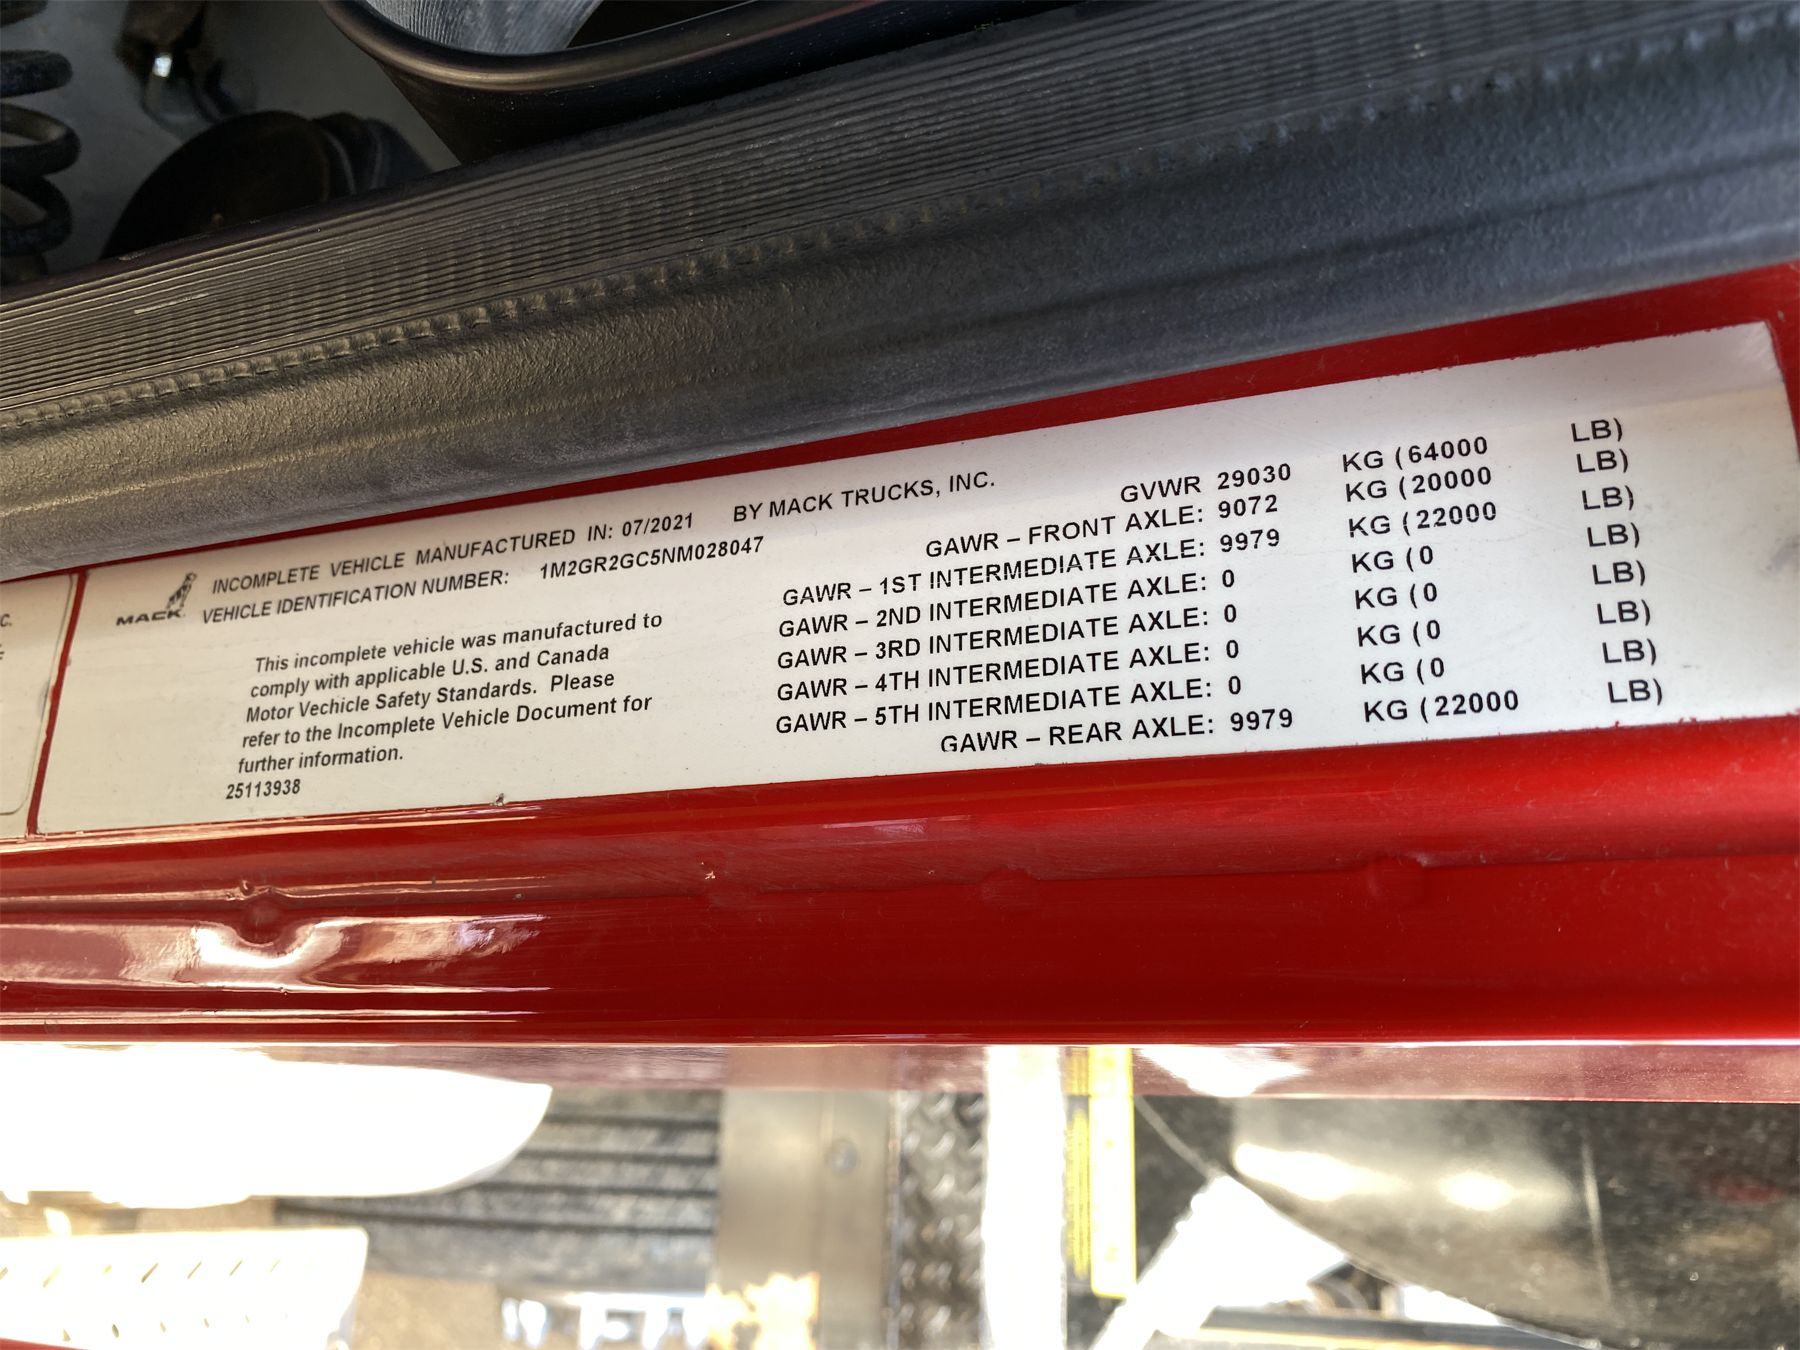 INCOMPLETE VEHICLE MANUFACTURED IN: 07/2021 BY MACK TRUCKS, INC.
VEHICLE IDENTIFICATION NUMBER: 1M2GR2GC5NM028047
MACK
This incomplete vehicle was manufactured to
comply with applicable U.S. and Canada
Motor Vechicle Safety Standards. Please
refer to the Incomplete Vehicle Document for
further information.
25113938
GVWR 29030 KG (64000 LB)
GAWR – FRONT AXLE: 9072 KG (20000 LB)
GAWR – 1ST INTERMEDIATE AXLE: 9979 KG (22000 LB)
GAWR – 2ND INTERMEDIATE AXLE: 0 KG (0 LB)
GAWR – 3RD INTERMEDIATE AXLE: 0 KG (0 LB)
GAWR – 4TH INTERMEDIATE AXLE: 0 KG (0 LB)
GAWR – 5TH INTERMEDIATE AXLE: 0 KG (0 LB)
GAWR – REAR AXLE: 9979 KG (22000 LB)
C.